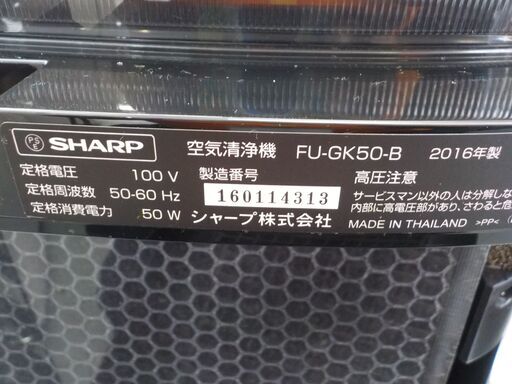 PSE SHARP 空気清浄機 FU-GK50-B 2016年製
定格電圧 100 V 製造番号 高圧注意
定格周波数 50-60 Hz 160114313 サービスマン以外の人は分解しな
定格消費電力 50 W シャープ株式会社 内部に高電圧部があり、さわると危
MADE IN THAILAND >PP<